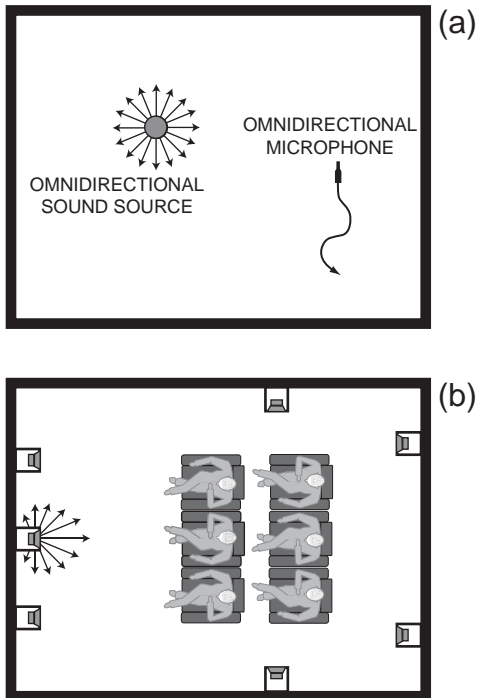 (a)
OMNIDIRECTIONAL
MICROPHONE
OMNIDIRECTIONAL
SOUND SOURCE
(b)